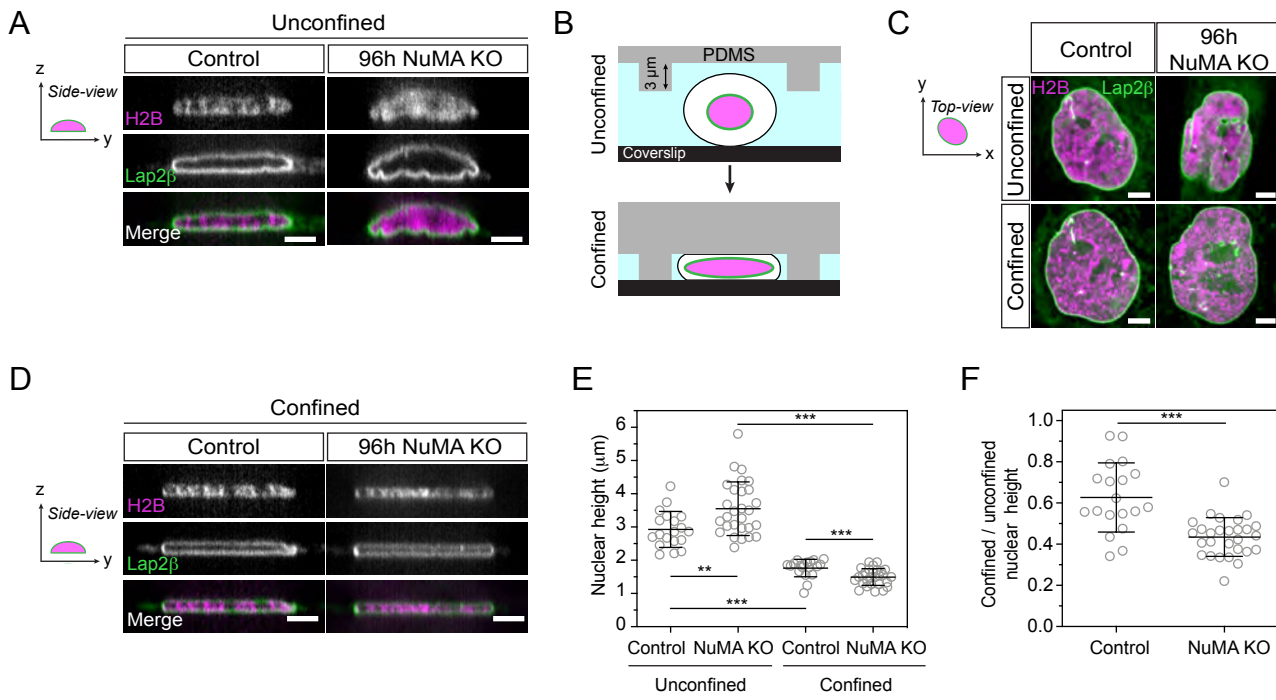 A
Unconfined
Control
96h NuMA KO
z
Side-view
y
H2B
Lap2β
Merge
B
Unconfined
PDMS
3 μm
Coverslip
Confined
C
Control
96h
NuMA KO
y
Top-view
x
Unconfined
H2B
Lap2β
Confined
D
Confined
Control
96h NuMA KO
z
Side-view
y
H2B
Lap2β
Merge
E
Nuclear height (μm)
6
5
4
3
2
1
0
***
***
**
***
Control NuMA KO Control NuMA KO
Unconfined Confined
F
Confined / unconfined
nuclear height
1.0
0.8
0.6
0.4
0.2
0.0
***
Control NuMA KO